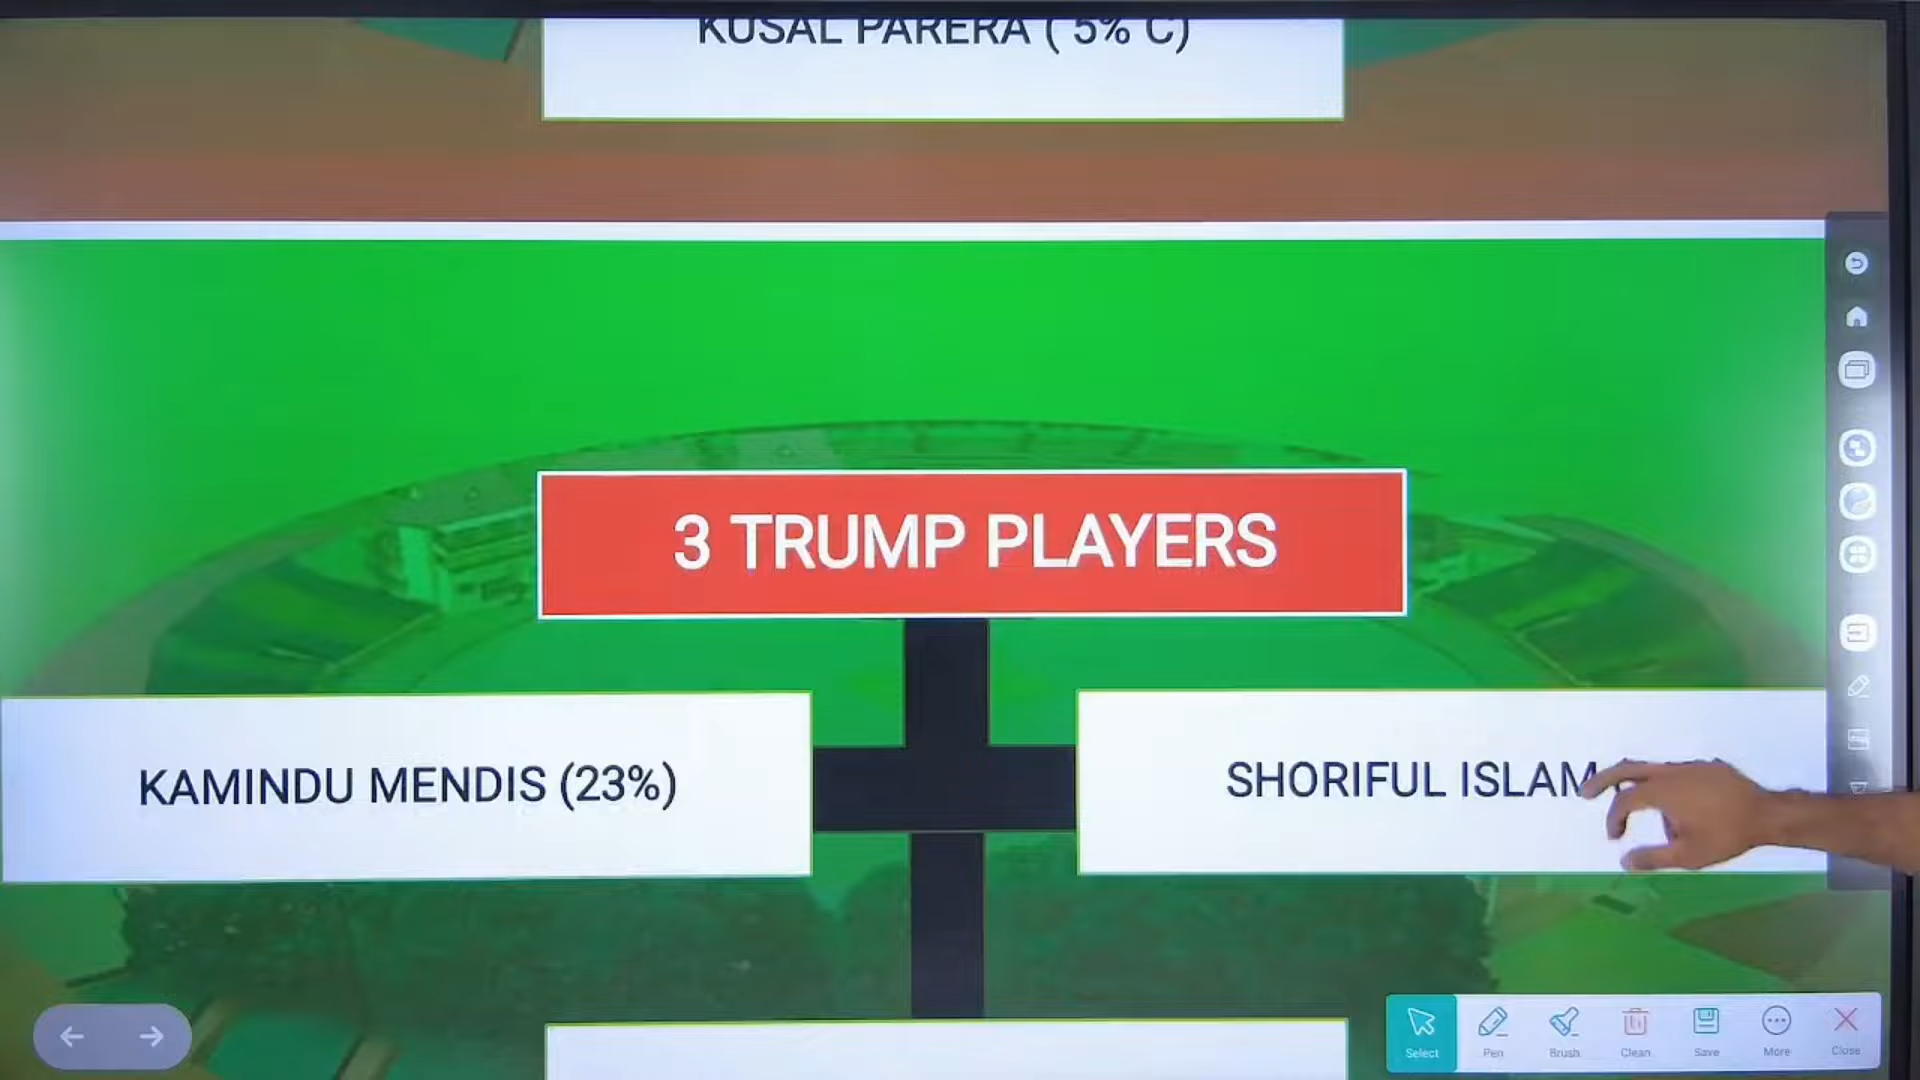 KUSAL PARERA ( 5% C)
3 TRUMP PLAYERS
KAMINDU MENDIS (23%)
SHORIFUL ISLAM
Select
Pen
Brush
Clean
Save
More
Close